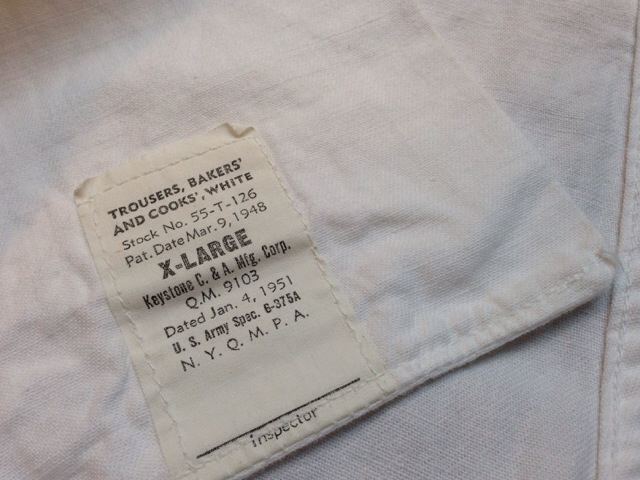 TROUSERS, BAKERS'
AND COOKS', WHITE
Stock No. 55-T-126
Pat. Date Mar. 9, 1948
X-LARGE
Keystone C. & A. Mfg. Corp.
Q.M. 9103
Dated Jan. 4, 1951
U. S. Army Spec. 6-375A
N. Y. Q. M. P. A.
inspector